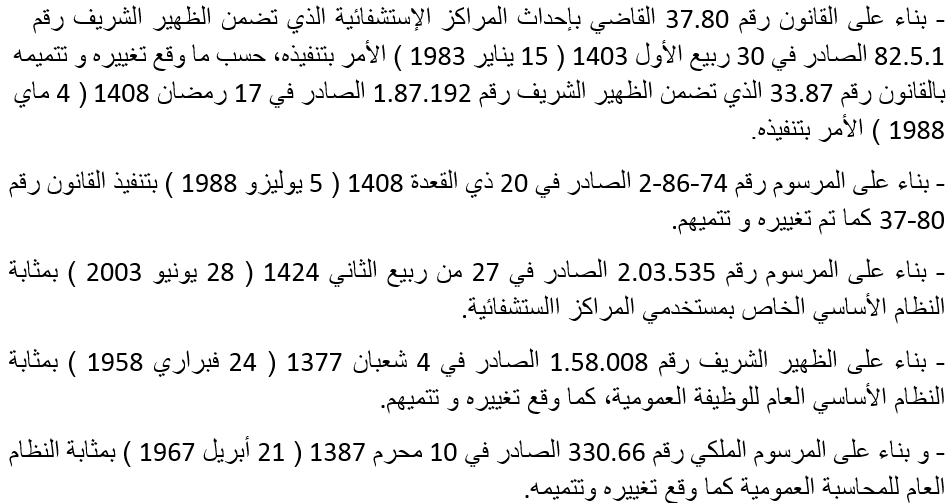 - بناء على القانون رقم 37.80 القاضي بإحداث المراكز الإستشفائية الذي تضمن الظهير الشريف رقم
82.5.1 الصادر في 30 ربيع الأول 1403 ( 15 يناير 1983 ) الأمر بتنفيذه، حسب ما وقع تغييره و تتميمه
بالقانون رقم 33.87 الذي تضمن الظهير الشريف رقم 1.87.192 الصادر في 17 رمضان 1408 ( 4 ماي
1988 ) الأمر بتنفيذه.
- بناء على المرسوم رقم 74-86-2 الصادر في 20 ذي القعدة 1408 ( 5 يوليزو 1988 ) بتنفيذ القانون رقم
37-80 كما تم تغييره و تتميهم.
- بناء على المرسوم رقم 2.03.535 الصادر في 27 من ربيع الثاني 1424 ( 28 يونيو 2003 ) بمثابة
النظام الأساسي الخاص بمستخدمي المراكز االستشفائية.
- بناء على الظهير الشريف رقم 1.58.008 الصادر في 4 شعبان 1377 ( 24 فبراري 1958 ) بمثابة
النظام الأساسي العام للوظيفة العمومية، كما وقع تغييره و تتميهم.
- و بناء على المرسوم الملكي رقم 330.66 الصادر في 10 محرم 1387 ( 21 أبريل 1967 ) بمثابة النظام
العام للمحاسبة العمومية كما وقع تغييره وتتميمه.